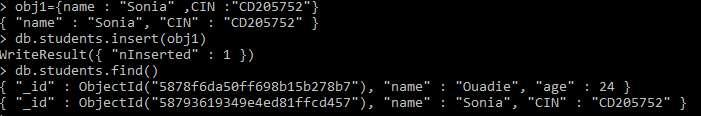 > obj1={name : "Sonia" ,CIN :"CD205752"}
{ "name" : "Sonia", "CIN" : "CD205752" }
> db.students.insert(obj1)
WriteResult({ "nInserted" : 1 })
> db.students.find()
{ "_id" : ObjectId("5878f6da50ff698b15b278b7"), "name" : "Ouadie", "age" : 24 }
{ "_id" : ObjectId("58793619349e4ed81ffcd457"), "name" : "Sonia", "CIN" : "CD205752" }